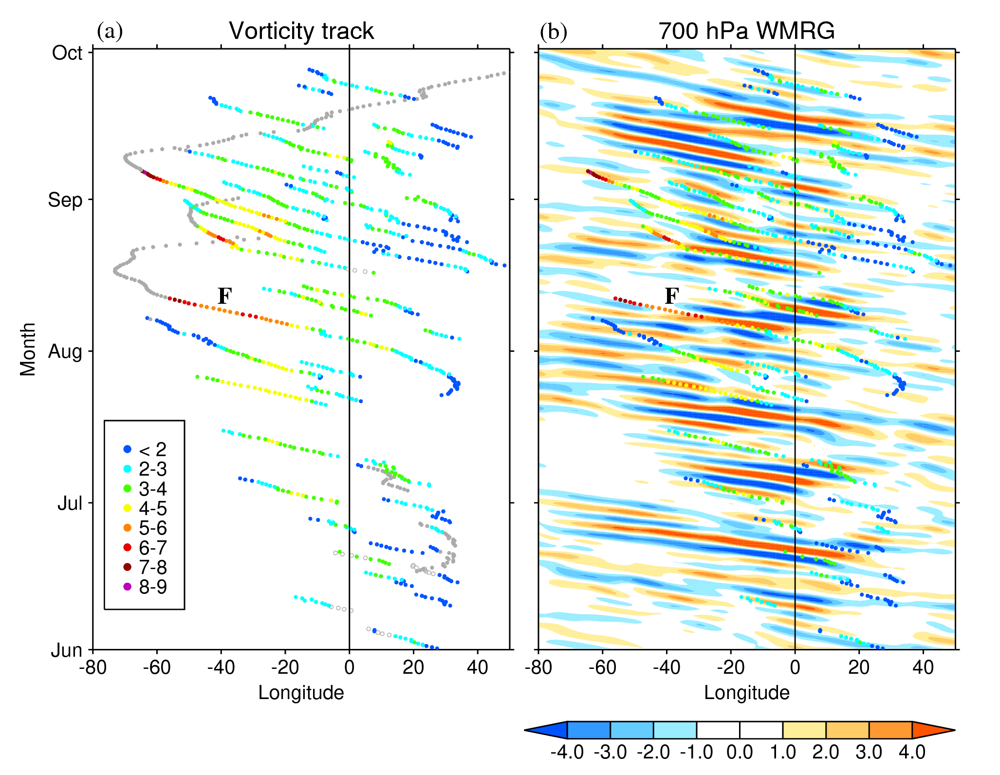 (a) Vorticity track
(b) 700 hPa WMRG
Oct
Sep
Aug
Jul
Jun
Month
F
F
< 2
2-3
3-4
4-5
5-6
6-7
7-8
8-9
-80 -60 -40 -20 0 20 40
-80 -60 -40 -20 0 20 40
Longitude
Longitude
-4.0 -3.0 -2.0 -1.0 0.0 1.0 2.0 3.0 4.0